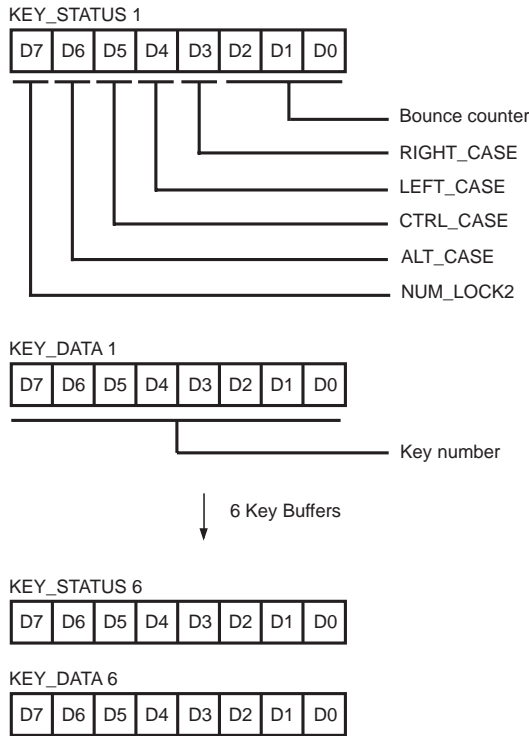 KEY_STATUS 1
D7 D6 D5 D4 D3 D2 D1 D0
Bounce counter
RIGHT_CASE
LEFT_CASE
CTRL_CASE
ALT_CASE
NUM_LOCK2
KEY_DATA 1
D7 D6 D5 D4 D3 D2 D1 D0
Key number
6 Key Buffers
KEY_STATUS 6
D7 D6 D5 D4 D3 D2 D1 D0
KEY_DATA 6
D7 D6 D5 D4 D3 D2 D1 D0